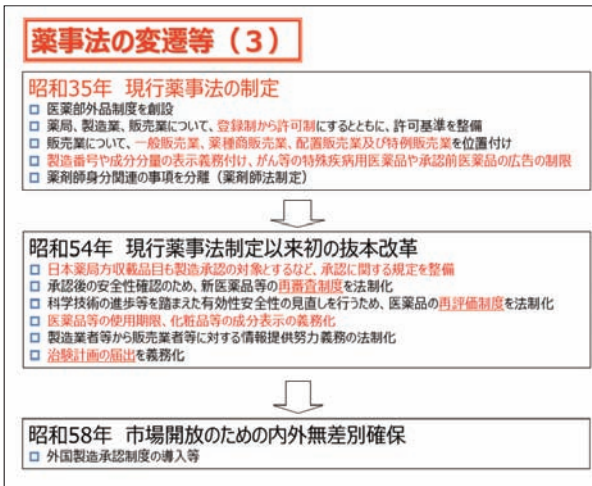 薬事法の変遷等（3）
昭和35年 現行薬事法の制定
医薬部外品制度を創設
薬局、製造業、販売業について、登録制から許可制にするとともに、許可基準を整備
販売業について、一般販売業、薬種商販売業、配置販売業及び特例販売業を位置付け
製造番号や成分分量の表示義務付け、がん等の特殊疾病用医薬品や承認前医薬品の広告の制限
薬剤師身分関連の事項を分離（薬剤師法制定）
昭和54年 現行薬事法制定以来初の抜本改革
日本薬局方収載品目も製造承認の対象とするなど、承認に関する規定を整備
承認後の安全性確認のため、新医薬品等の再審査制度を法制化
科学技術の進歩等を踏まえた有効性安全性の見直しを行うため、医薬品の再評価制度を法制化
医薬品等の使用期限、化粧品等の成分表示の義務化
製造業者等から販売業者等に対する情報提供努力義務の法制化
治験計画の届出を義務化
昭和58年 市場開放のための内外無差別確保
外国製造承認制度の導入等